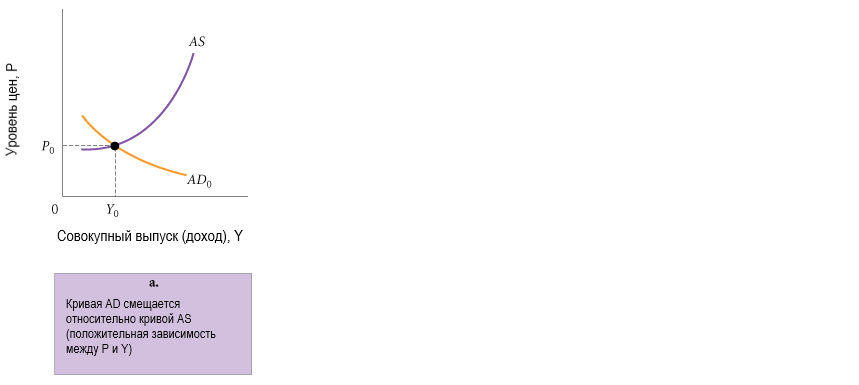 AS
Уровень цен, P
P0
AD0
0
Y0
Совокупный выпуск (доход), Y
a.
Кривая AD смещается
относительно кривой AS
(положительная зависимость
между P и Y)